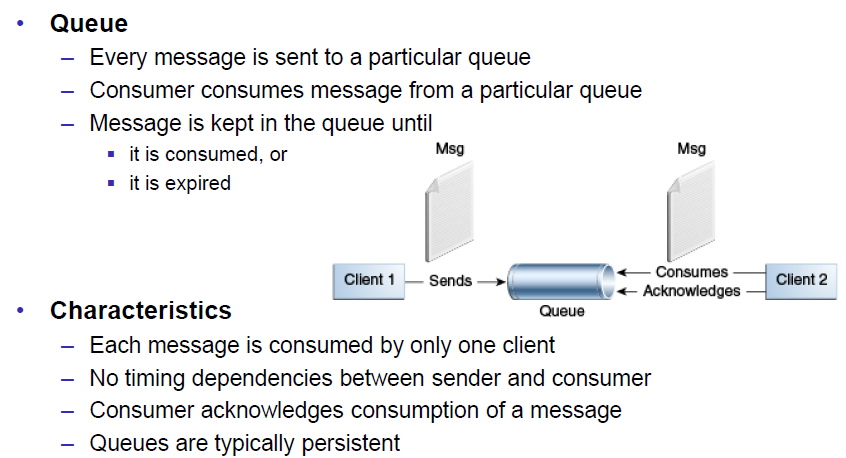 • Queue
– Every message is sent to a particular queue
– Consumer consumes message from a particular queue
– Message is kept in the queue until
▪ it is consumed, or
▪ it is expired
Msg
Msg
Client 1
Sends
Queue
Consumes
Acknowledges
Client 2
• Characteristics
– Each message is consumed by only one client
– No timing dependencies between sender and consumer
– Consumer acknowledges consumption of a message
– Queues are typically persistent